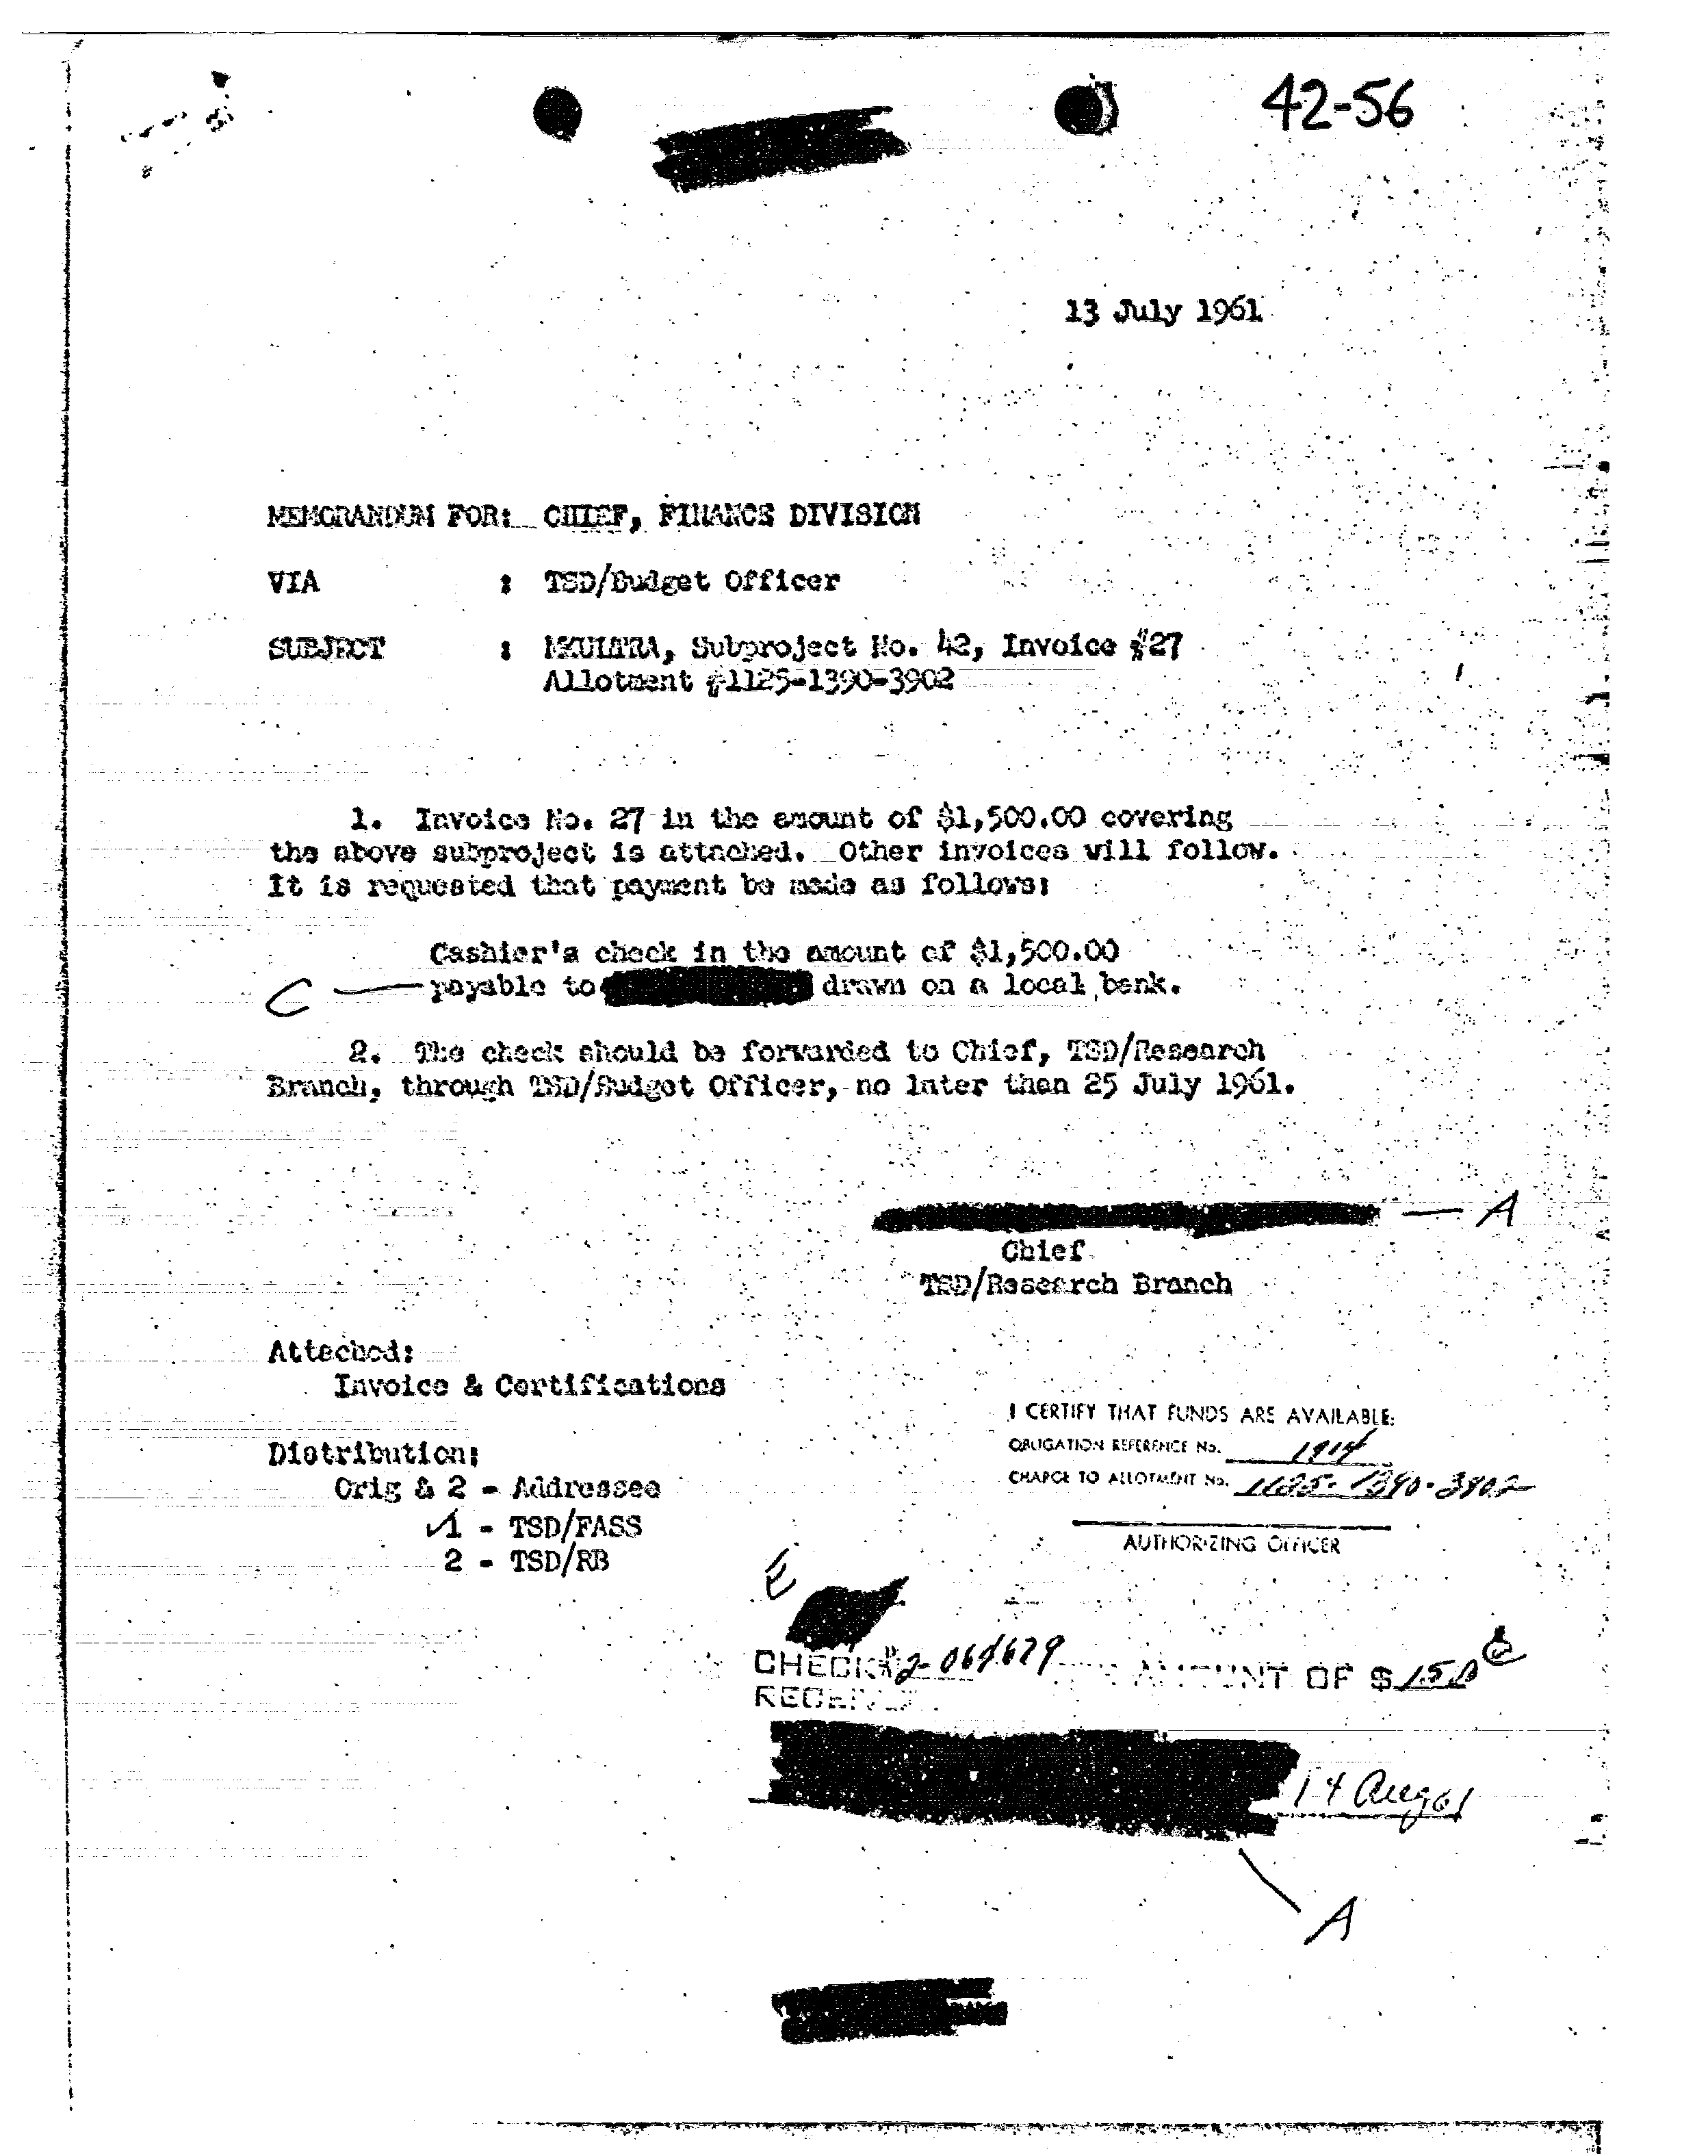 42-56
13 July 1961
MEMORANDUM FOR: CHIEF, FINANCE DIVISION
VIA : TSD/Budget Officer
SUBJECT : MKULTRA, Subproject No. 42, Invoice #27
Allotment #1125-1390-3902
1. Invoice No. 27 in the amount of $1,500.00 covering
the above subproject is attached. Other invoices will follow.
It is requested that payment be made as follows:
Cashier's check in the amount of $1,500.00
C — payable to drawn on a local bank.
2. The check should be forwarded to Chief, TSD/Research
Branch, through TSD/Budget Officer, no later than 25 July 1961.
— A
Chief
TSD/Research Branch
Attached:
Invoice & Certifications
I CERTIFY THAT FUNDS ARE AVAILABLE:
OBLIGATION REFERENCE No. 1914
CHARGE TO ALLOTMENT No. 1125-1390-3902
AUTHORIZING OFFICER
Distribution:
Orig & 2 - Addressee
1 - TSD/FASS
2 - TSD/RB
E
CHECK AMOUNT OF $
RECEIVED
14 Aug 61
A